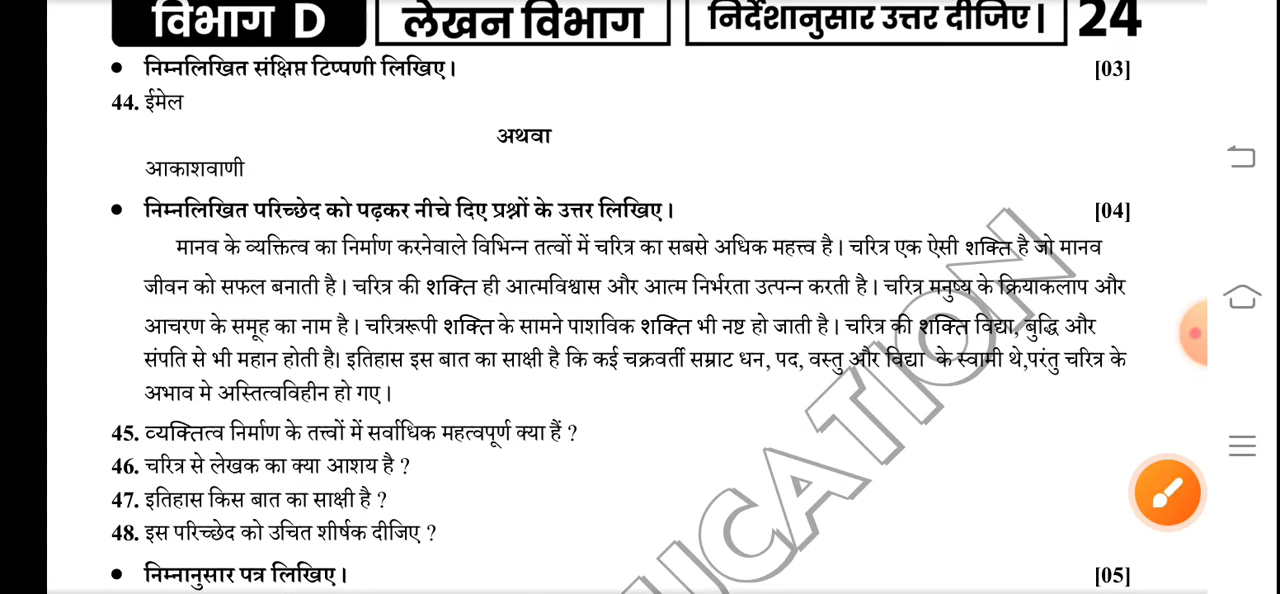 विभाग D लेखन विभाग निर्देशानुसार उत्तर दीजिए। 24
• निम्नलिखित संक्षिप्त टिप्पणी लिखिए। [03]
44. ईमेल
अथवा
आकाशवाणी
• निम्नलिखित परिच्छेद को पढ़कर नीचे दिए प्रश्नों के उत्तर लिखिए। [04]
मानव के व्यक्तित्व का निर्माण करनेवाले विभिन्न तत्वों में चरित्र का सबसे अधिक महत्त्व है। चरित्र एक ऐसी शक्ति है जो मानव
जीवन को सफल बनाती है। चरित्र की शक्ति ही आत्मविश्वास और आत्म निर्भरता उत्पन्न करती है। चरित्र मनुष्य के क्रियाकलाप और
आचरण के समूह का नाम है। चरित्ररूपी शक्ति के सामने पाशविक शक्ति भी नष्ट हो जाती है। चरित्र की शक्ति विद्या, बुद्धि और
संपति से भी महान होती है। इतिहास इस बात का साक्षी है कि कई चक्रवर्ती सम्राट धन, पद, वस्तु और विद्या के स्वामी थे,परंतु चरित्र के
अभाव मे अस्तित्वविहीन हो गए।
45. व्यक्तित्व निर्माण के तत्त्वों में सर्वाधिक महत्वपूर्ण क्या हैं ?
46. चरित्र से लेखक का क्या आशय है ?
47. इतिहास किस बात का साक्षी है ?
48. इस परिच्छेद को उचित शीर्षक दीजिए ?
• निम्नानुसार पत्र लिखिए। [05]
UCATION